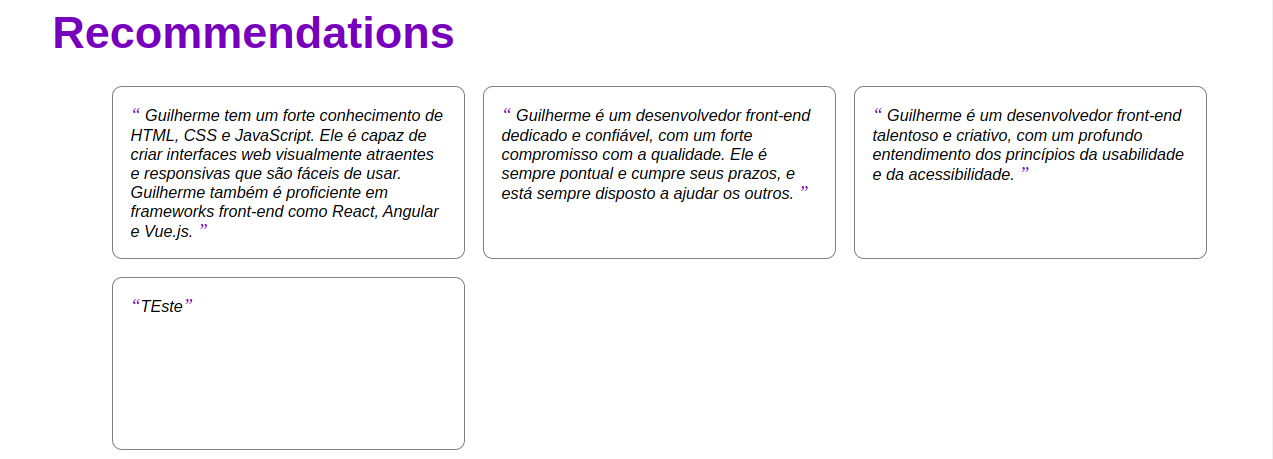 Recommendations
“ Guilherme tem um forte conhecimento de
HTML, CSS e JavaScript. Ele é capaz de
criar interfaces web visualmente atraentes
e responsivas que são fáceis de usar.
Guilherme também é proficiente em
frameworks front-end como React, Angular
e Vue.js. ”
“ Guilherme é um desenvolvedor front-end
dedicado e confiável, com um forte
compromisso com a qualidade. Ele é
sempre pontual e cumpre seus prazos, e
está sempre disposto a ajudar os outros. ”
“ Guilherme é um desenvolvedor front-end
talentoso e criativo, com um profundo
entendimento dos princípios da usabilidade
e da acessibilidade. ”
“TEste”